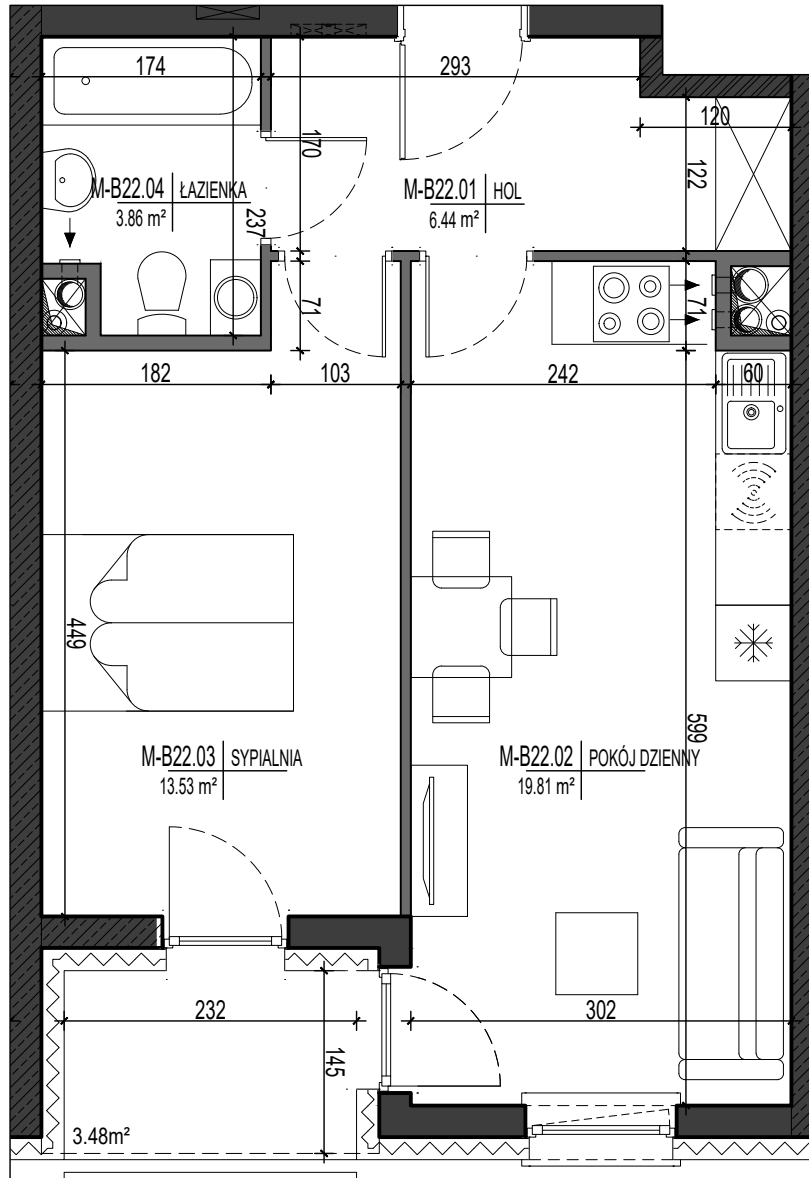 174
293
120
170
122
M-B22.04 ŁAZIENKA
3.86 m²
M-B22.01 HOL
6.44 m²
237
71
71
182
103
242
60
449
599
M-B22.03 SYPIALNIA
13.53 m²
M-B22.02 POKÓJ DZIENNY
19.81 m²
232
302
145
3.48m²